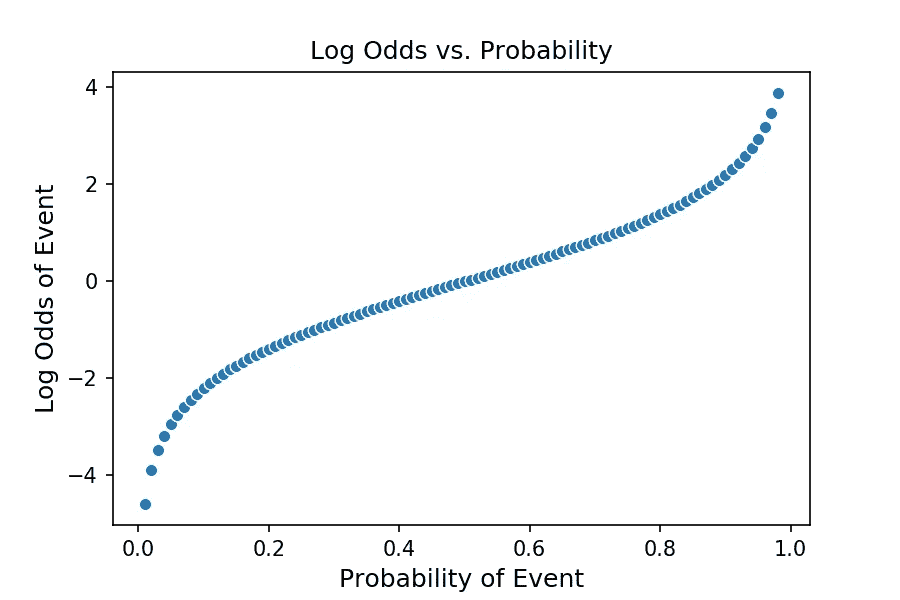 Log Odds vs. Probability
4
2
0
−2
−4
Log Odds of Event
0.0 0.2 0.4 0.6 0.8 1.0
Probability of Event